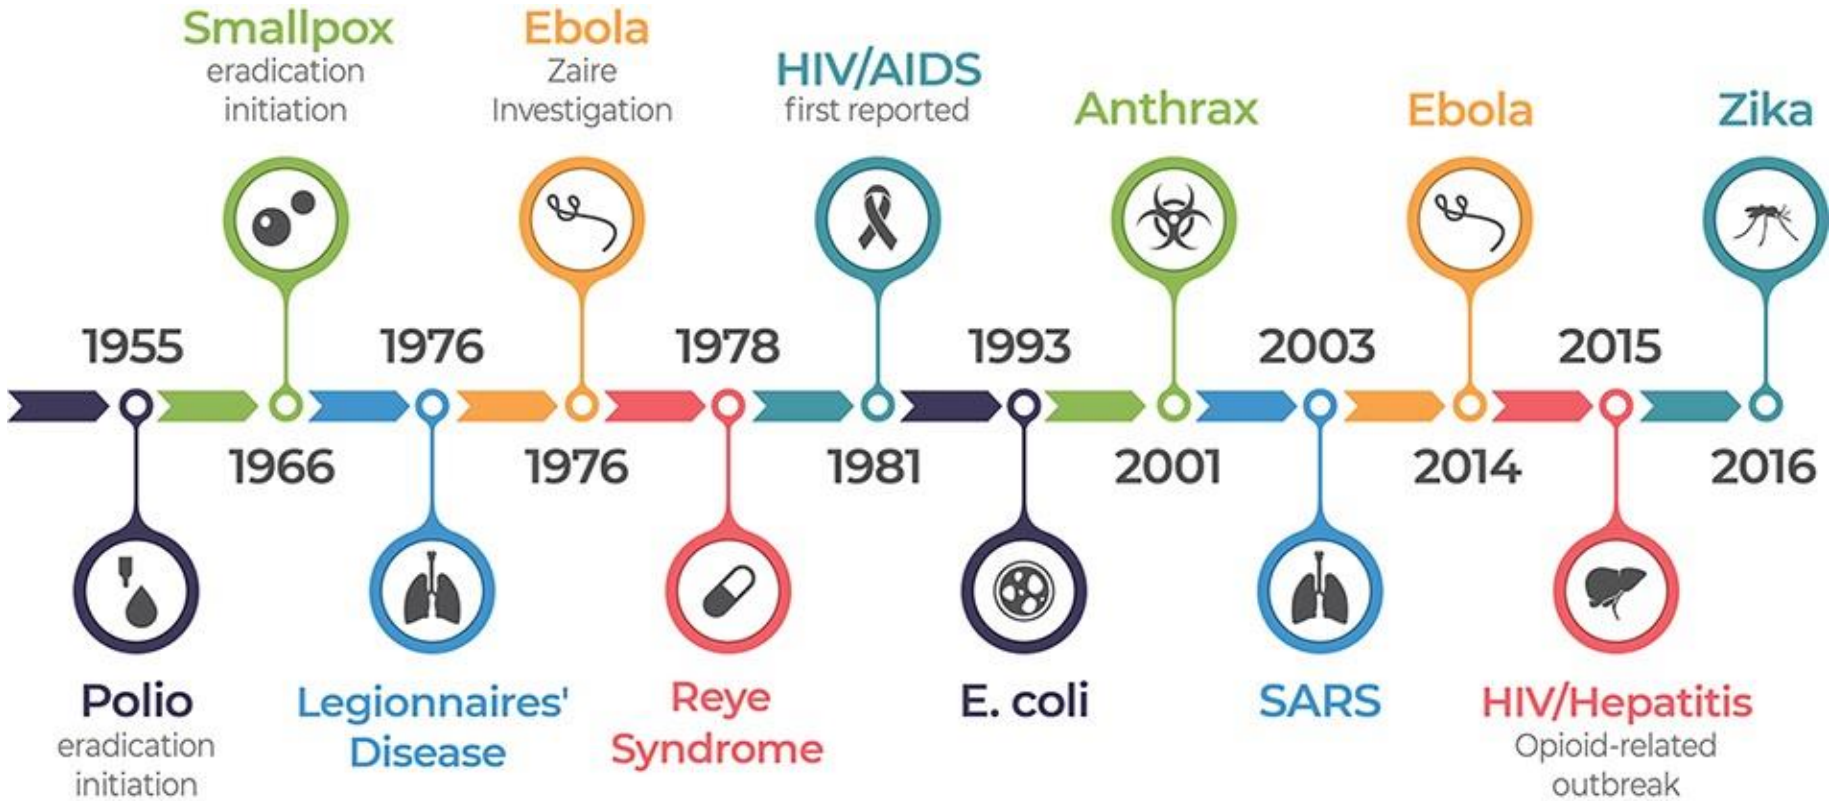 Smallpox
eradication
initiation
Ebola
Zaire
Investigation
HIV/AIDS
first reported
Anthrax
Ebola
Zika
1955
1976
1978
1993
2003
2015
1966
1976
1981
2001
2014
2016
Polio
eradication
initiation
Legionnaires'
Disease
Reye
Syndrome
E. coli
SARS
HIV/Hepatitis
Opioid-related
outbreak